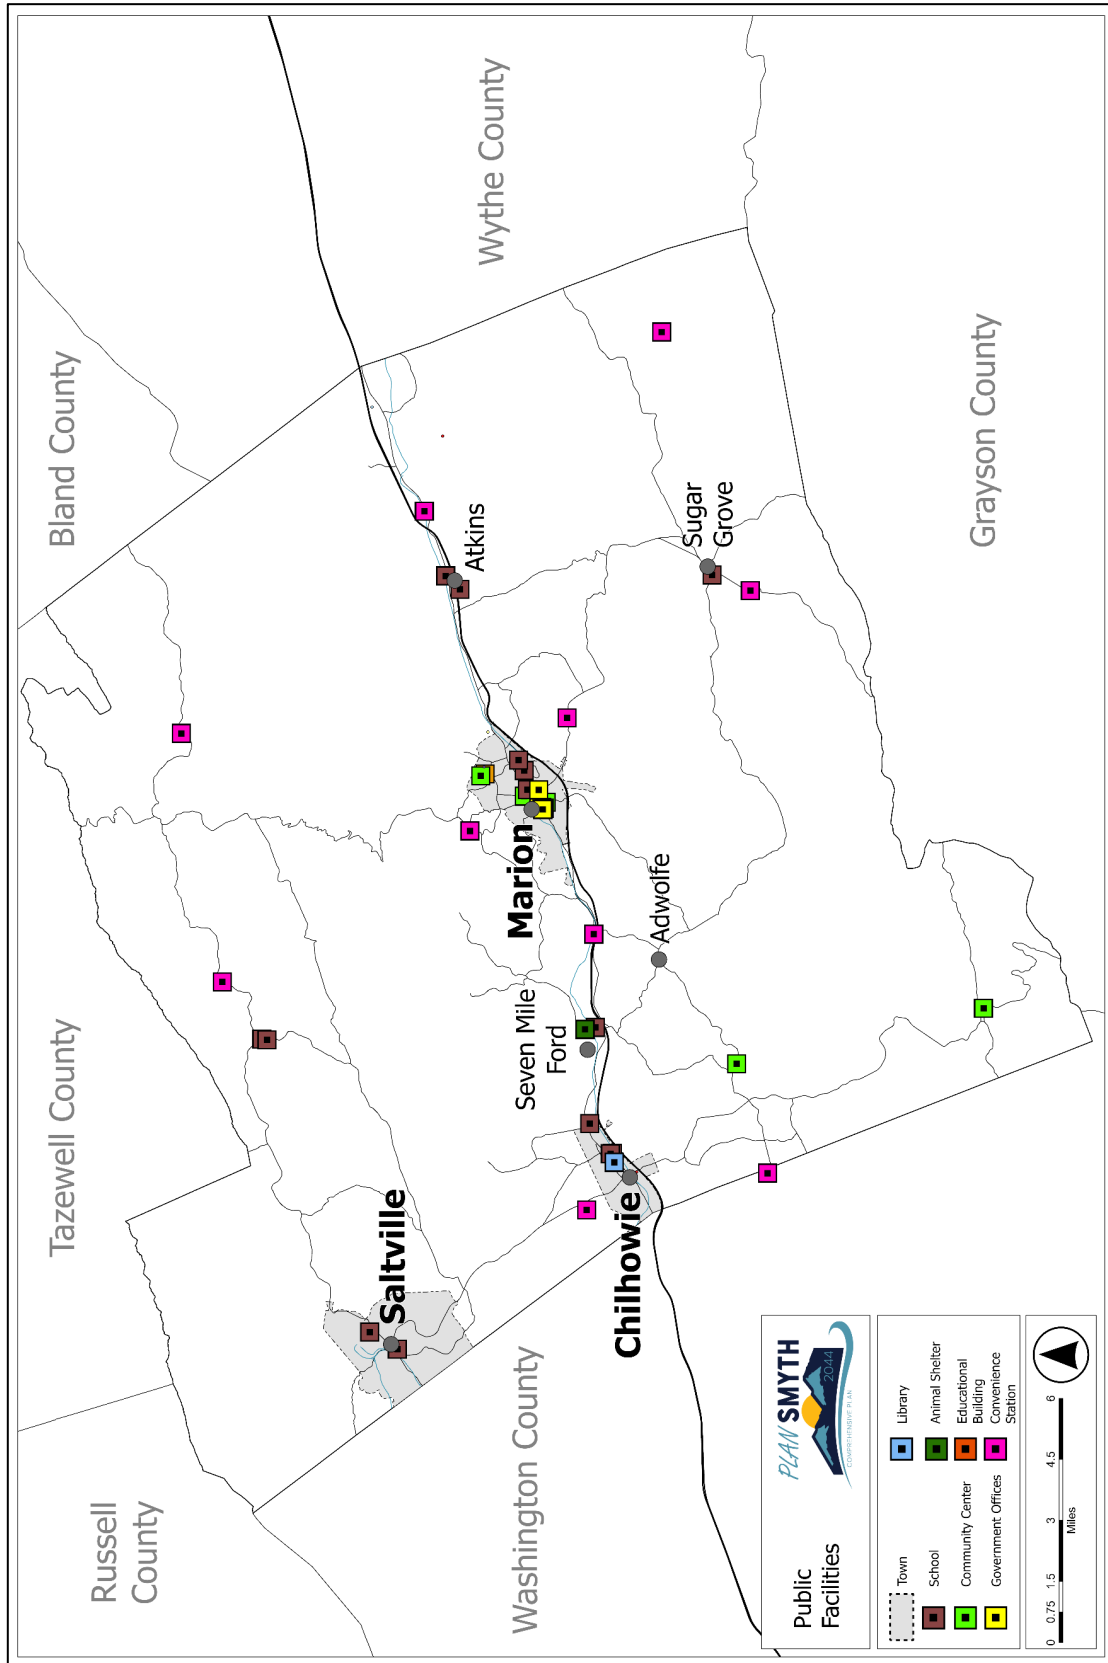 Russell
County
Tazewell County
Bland County
Wythe County
Grayson County
Washington County
Saltville
Chilhowie
Seven Mile
Ford
Marion
Adwolfe
Atkins
Sugar
Grove
Public
Facilities
PLAN SMYTH
2044
COMPREHENSIVE PLAN
Town
School
Community Center
Government Offices
Library
Animal Shelter
Educational
Building
Convenience
Station
0 0.75 1.5 3 4.5 6
Miles